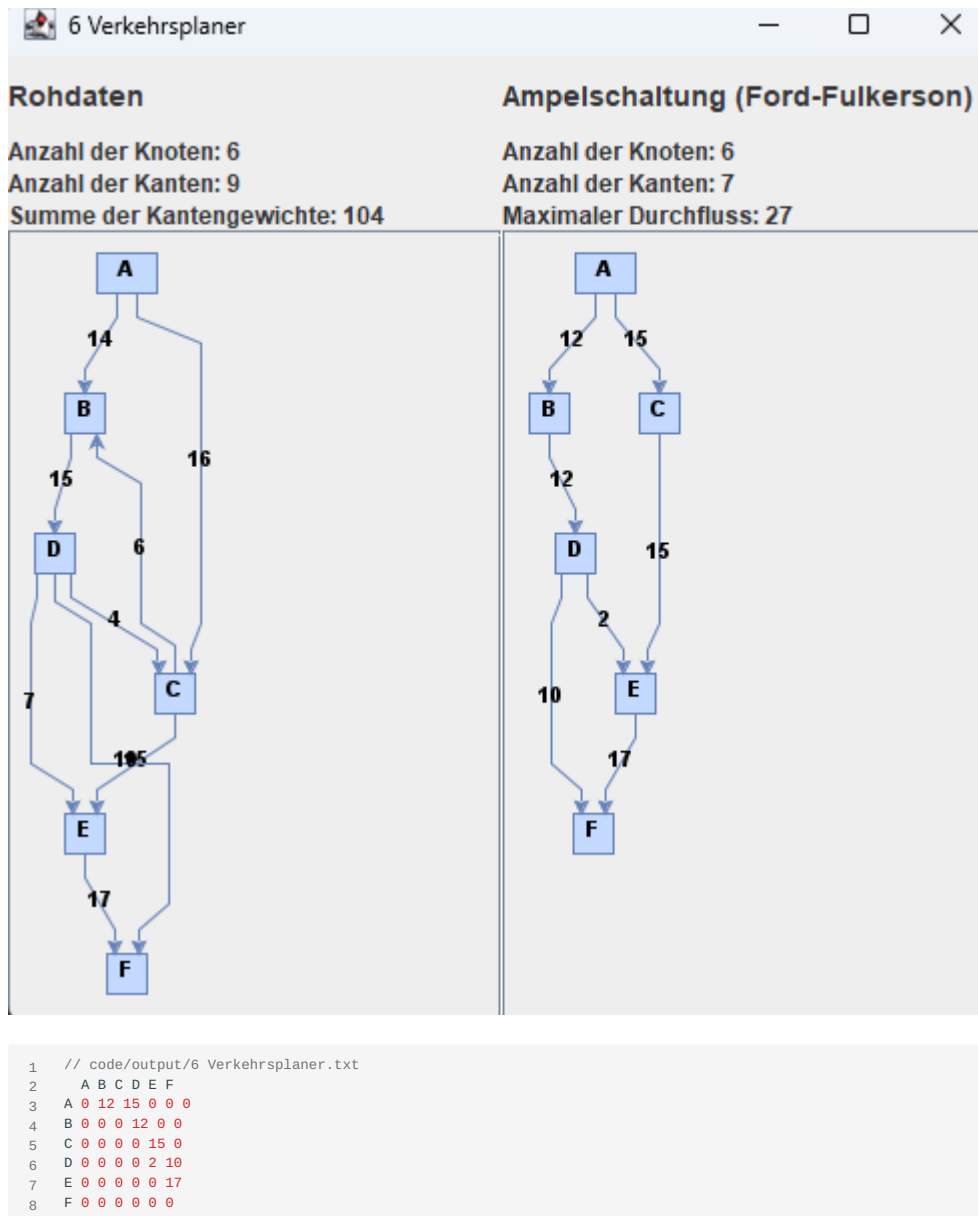 6 Verkehrsplaner
Rohdaten
Anzahl der Knoten: 6
Anzahl der Kanten: 9
Summe der Kantengewichte: 104
A
14
B
16
15
D
6
4
C
7
E
17
F
Ampelschaltung (Ford-Fulkerson)
Anzahl der Knoten: 6
Anzahl der Kanten: 7
Maximaler Durchfluss: 27
A
12 15
B C
12
D
15
2
10 E
17
F
1 // code/output/6 Verkehrsplaner.txt
2 A B C D E F
3 A 0 12 15 0 0 0
4 B 0 0 0 12 0 0
5 C 0 0 0 0 15 0
6 D 0 0 0 0 2 10
7 E 0 0 0 0 0 17
8 F 0 0 0 0 0 0